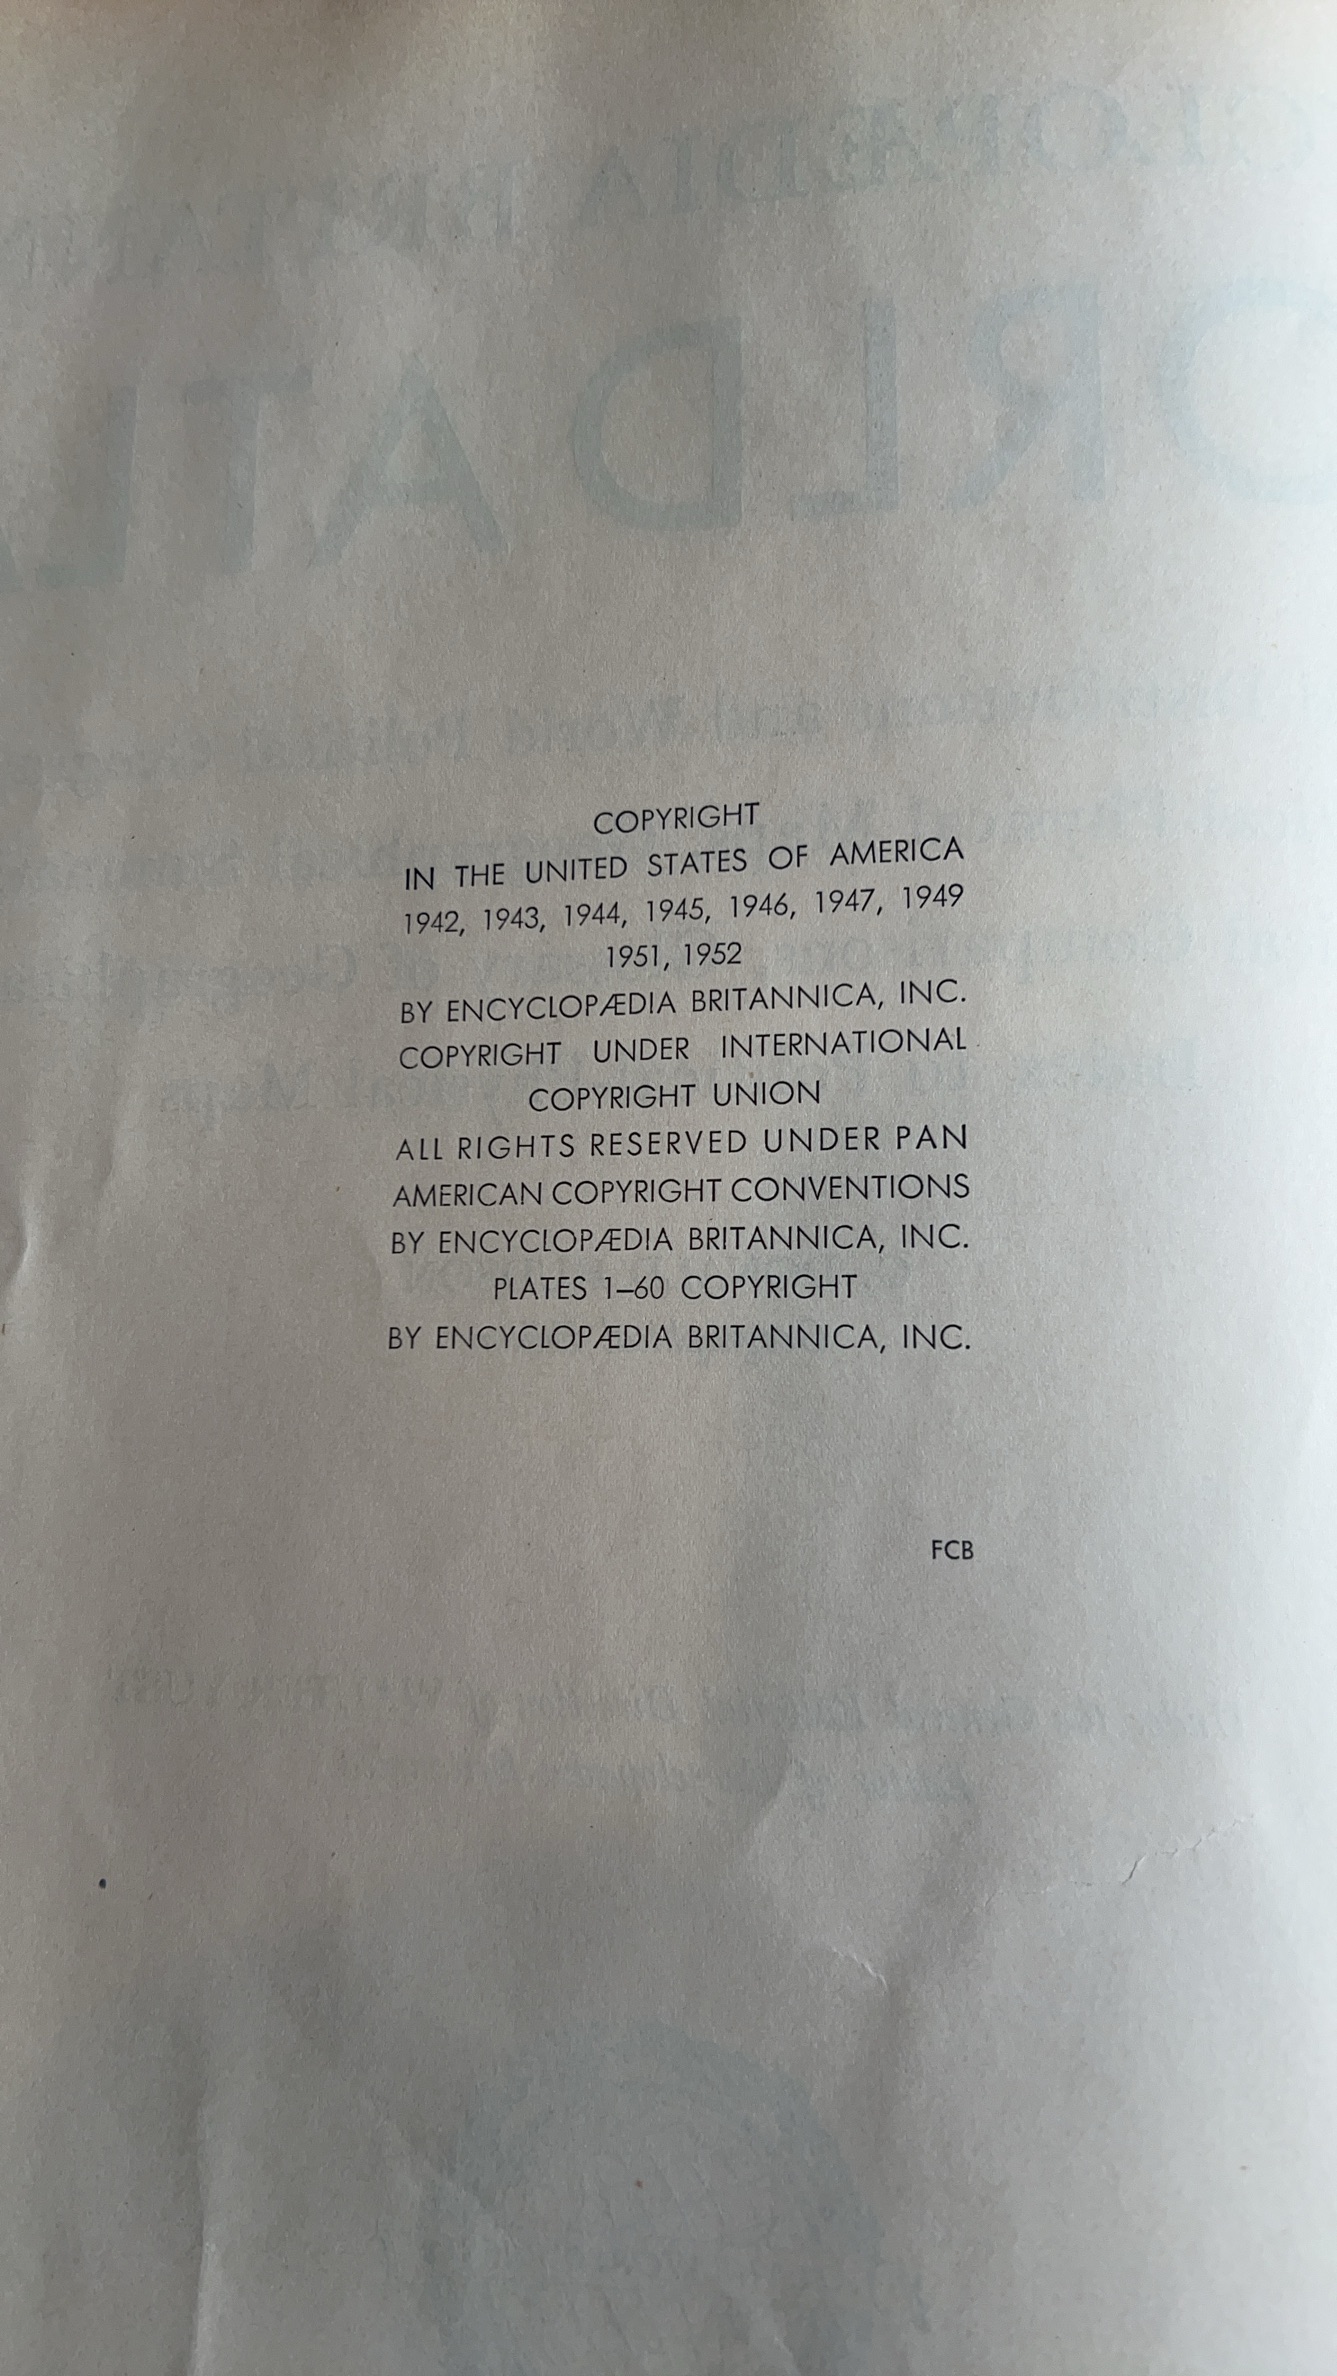 COPYRIGHT
IN THE UNITED STATES OF AMERICA
1942, 1943, 1944, 1945, 1946, 1947, 1949
1951, 1952
BY ENCYCLOPÆDIA BRITANNICA, INC.
COPYRIGHT UNDER INTERNATIONAL
COPYRIGHT UNION
ALL RIGHTS RESERVED UNDER PAN
AMERICAN COPYRIGHT CONVENTIONS
BY ENCYCLOPÆDIA BRITANNICA, INC.
PLATES 1–60 COPYRIGHT
BY ENCYCLOPÆDIA BRITANNICA, INC.
FCB